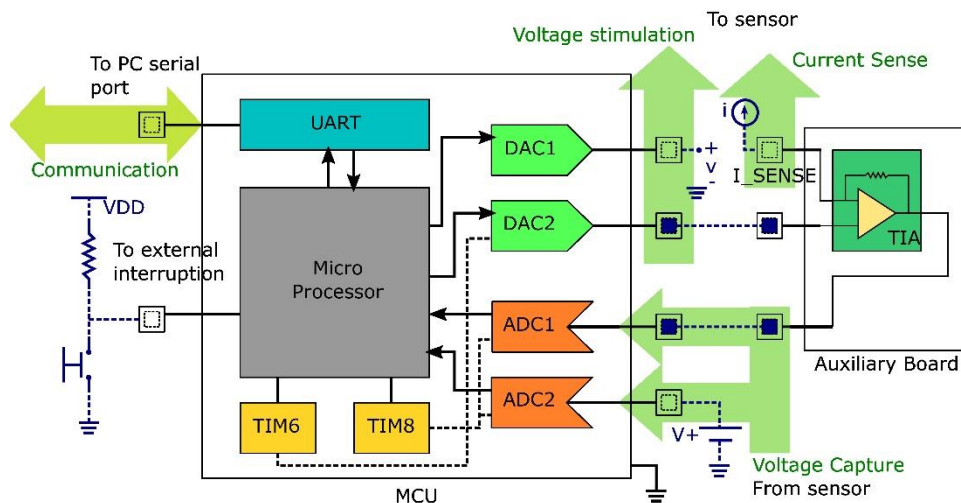 To sensor
Voltage stimulation
To PC serial
port
Current Sense
UART
i
DAC1
+
v
-
I_SENSE
Communication
VDD
DAC2
TIA
To external
interruption
Micro
Processor
ADC1
Auxiliary Board
ADC2
TIM6
TIM8
V+
Voltage Capture
From sensor
MCU